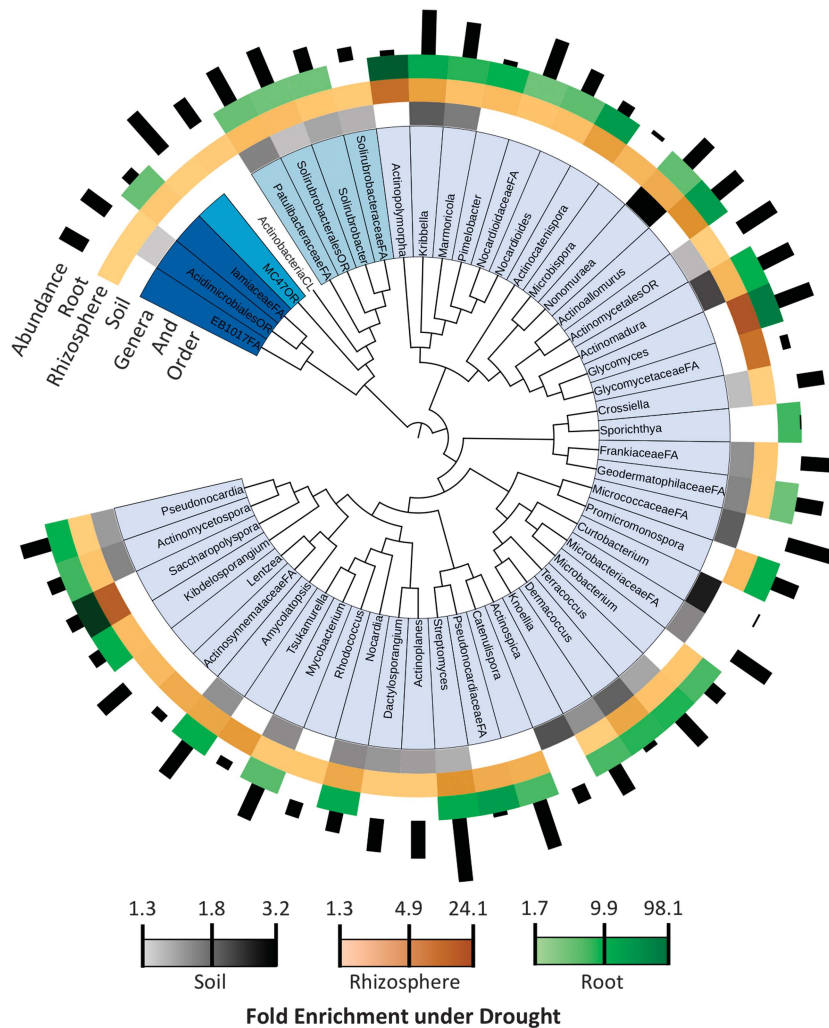 Abundance
Root
Rhizosphere
Soil
Genera
And
Order
EB1017FA
AcidimicrobialesOR
IamiaceaeFA
MC47OR
ActinobacteriaCL
PatulibacteraceaeFA
SolirubrobacteralesOR
Solirubrobacter
SolirubrobacteraceaeFA
Actinopolymorpha
Kribbella
Marmoricola
Pimelobacter
NocardioidaceaeFA
Nocardioides
Actinocatenispora
Microbispora
Nonomuraea
Actinoallomurus
ActinomycetalesOR
Actinomadura
Glycomyces
GlycomycetaceaeFA
Crossiella
Sporichthya
FrankiaceaeFA
GeodermatophilaceaeFA
MicrococcaceaeFA
Promicromonospora
Curtobacterium
MicrobacteriaceaeFA
Microbacterium
Terracoccus
Dermacoccus
Knoellia
Actinospica
Catenulispora
PseudonocardiaceaeFA
Streptomyces
Actinoplanes
Dactylosporangium
Nocardia
Rhodococcus
Mycobacterium
Tsukamurella
Amycolatopsis
ActinosynnemataceaeFA
Lentzea
Kibdelosporangium
Saccharopolyspora
Actinomycetospora
Pseudonocardia
1.3 1.8 3.2 1.3 4.9 24.1 1.7 9.9 98.1
Soil Rhizosphere Root
Fold Enrichment under Drought